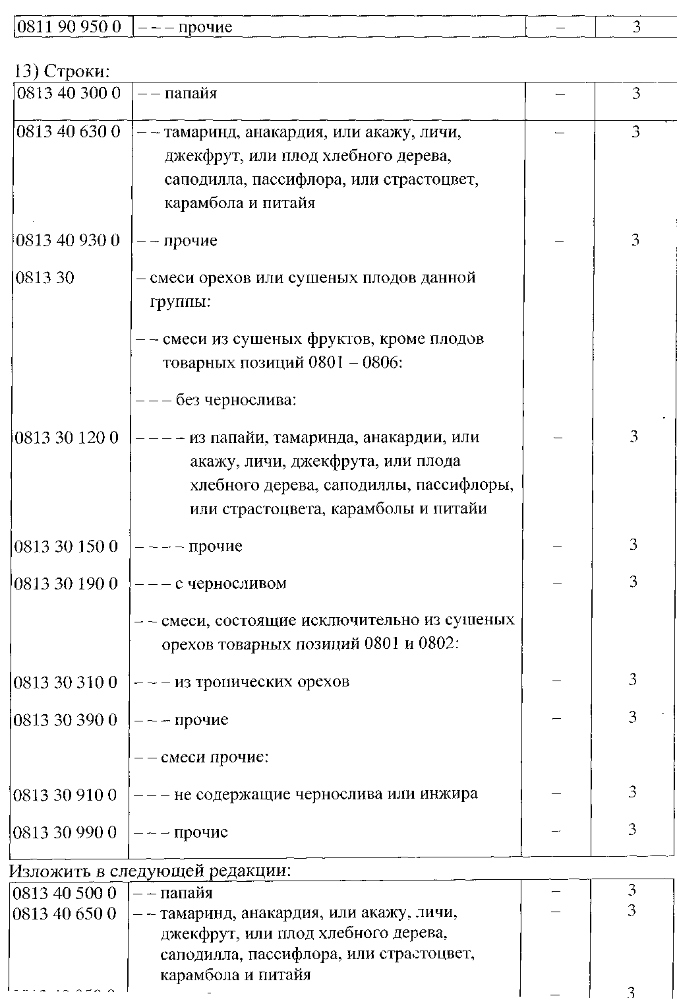 0811 90 950 0 – – – прочие – 3
13) Строки:
0813 40 300 0 – – папайя – 3
0813 40 630 0 – – тамаринд, анакардия, или акажу, личи, – 3
джекфрут, или плод хлебного дерева,
саподилла, пассифлора, или страстоцвет,
карамбола и питайя
0813 40 930 0 – – прочие – 3
0813 30 – смеси орехов или сушеных плодов данной
группы:
– – смеси из сушеных фруктов, кроме плодов
товарных позиций 0801 – 0806:
– – – без чернослива:
0813 30 120 0 – – – – из папайи, тамаринда, анакардии, или – 3
акажу, личи, джекфрута, или плода
хлебного дерева, саподиллы, пассифлоры,
или страстоцвета, карамболы и питайи
0813 30 150 0 – – – – прочие – 3
0813 30 190 0 – – – с черносливом – 3
– – смеси, состоящие исключительно из сушеных
орехов товарных позиций 0801 и 0802:
0813 30 310 0 – – – из тропических орехов – 3
0813 30 390 0 – – – прочие – 3
– – смеси прочие:
0813 30 910 0 – – – не содержащие чернослива или инжира – 3
0813 30 990 0 – – – прочие – 3
Изложить в следующей редакции:
0813 40 500 0 – – папайя – 3
0813 40 650 0 – – тамаринд, анакардия, или акажу, личи, – 3
джекфрут, или плод хлебного дерева,
саподилла, пассифлора, или страстоцвет,
карамбола и питайя
– 3